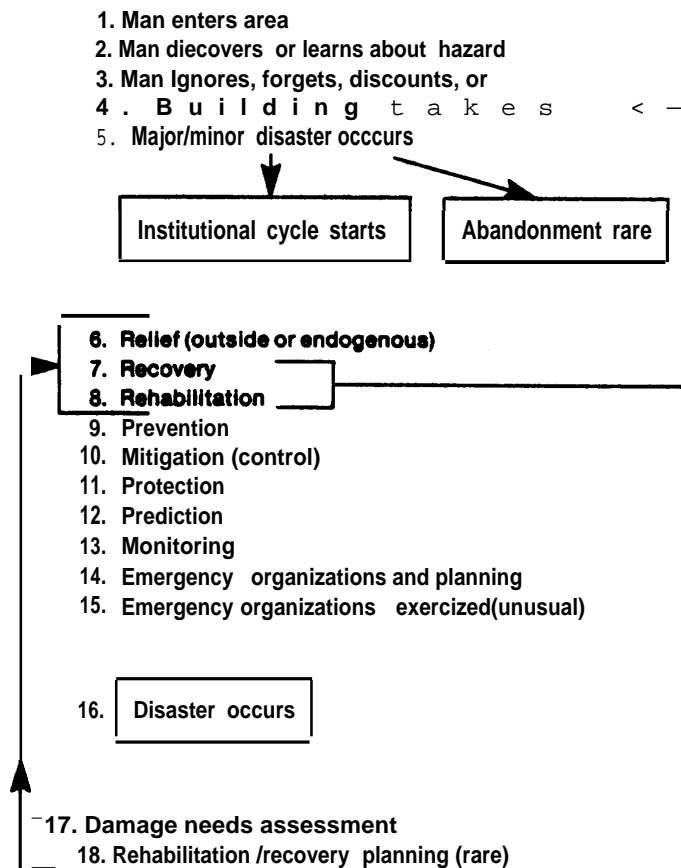 1. Man enters area
2. Man diecovers or learns about hazard
3. Man Ignores, forgets, discounts, or
4. Building takes <—
5. Major/minor disaster occcurs
Institutional cycle starts
Abandonment rare
6. Relief (outside or endogenous)
7. Recovery
8. Rehabilitation
9. Prevention
10. Mitigation (control)
11. Protection
12. Prediction
13. Monitoring
14. Emergency organizations and planning
15. Emergency organizations exercized(unusual)
16. Disaster occurs
17. Damage needs assessment
18. Rehabilitation /recovery planning (rare)